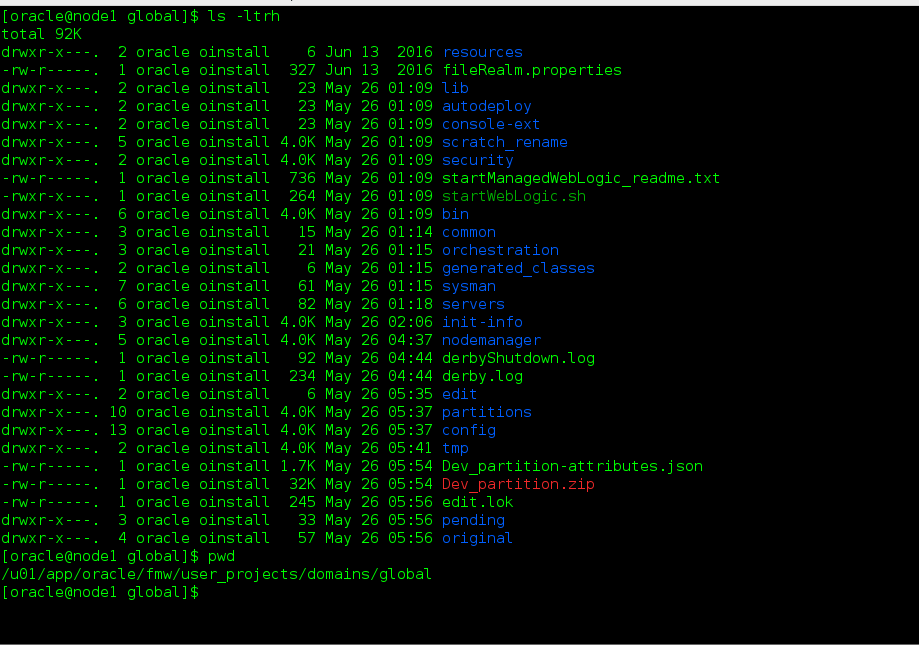 [oracle@node1 global]$ ls -ltrh
total 92K
drwxr-x---.  2 oracle oinstall    6 Jun 13  2016 resources
-rw-r-----.  1 oracle oinstall  327 Jun 13  2016 fileRealm.properties
drwxr-x---.  2 oracle oinstall   23 May 26 01:09 lib
drwxr-x---.  2 oracle oinstall   23 May 26 01:09 autodeploy
drwxr-x---.  2 oracle oinstall   23 May 26 01:09 console-ext
drwxr-x---.  5 oracle oinstall 4.0K May 26 01:09 scratch_rename
drwxr-x---.  2 oracle oinstall 4.0K May 26 01:09 security
-rw-r-----.  1 oracle oinstall  736 May 26 01:09 startManagedWebLogic_readme.txt
-rwxr-x---.  1 oracle oinstall  264 May 26 01:09 startWebLogic.sh
drwxr-x---.  6 oracle oinstall 4.0K May 26 01:09 bin
drwxr-x---.  3 oracle oinstall   15 May 26 01:14 common
drwxr-x---.  3 oracle oinstall   21 May 26 01:15 orchestration
drwxr-x---.  2 oracle oinstall    6 May 26 01:15 generated_classes
drwxr-x---.  7 oracle oinstall   61 May 26 01:15 sysman
drwxr-x---.  6 oracle oinstall   82 May 26 01:18 servers
drwxr-x---.  3 oracle oinstall 4.0K May 26 02:06 init-info
drwxr-x---.  5 oracle oinstall 4.0K May 26 04:37 nodemanager
-rw-r-----.  1 oracle oinstall   92 May 26 04:44 derbyShutdown.log
-rw-r-----.  1 oracle oinstall  234 May 26 04:44 derby.log
drwxr-x---.  2 oracle oinstall    6 May 26 05:35 edit
drwxr-x---. 10 oracle oinstall 4.0K May 26 05:37 partitions
drwxr-x---. 13 oracle oinstall 4.0K May 26 05:37 config
drwxr-x---.  2 oracle oinstall 4.0K May 26 05:41 tmp
-rw-r-----.  1 oracle oinstall 1.7K May 26 05:54 Dev_partition-attributes.json
-rw-r-----.  1 oracle oinstall  32K May 26 05:54 Dev_partition.zip
-rw-r-----.  1 oracle oinstall  245 May 26 05:56 edit.lok
drwxr-x---.  3 oracle oinstall   33 May 26 05:56 pending
drwxr-x---.  4 oracle oinstall   57 May 26 05:56 original
[oracle@node1 global]$ pwd
/u01/app/oracle/fmw/user_projects/domains/global
[oracle@node1 global]$